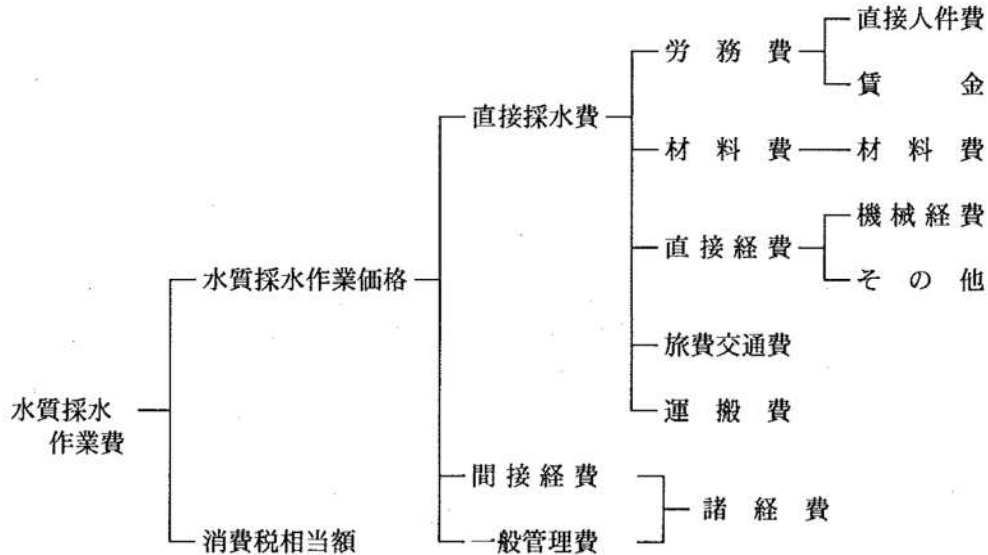 直接人件費
労務費
賃金
直接採水費
材料費
材料費
機械経費
直接経費
その他
水質採水作業価格
旅費交通費
水質採水
作業費
運搬費
間接経費
諸経費
消費税相当額
一般管理費